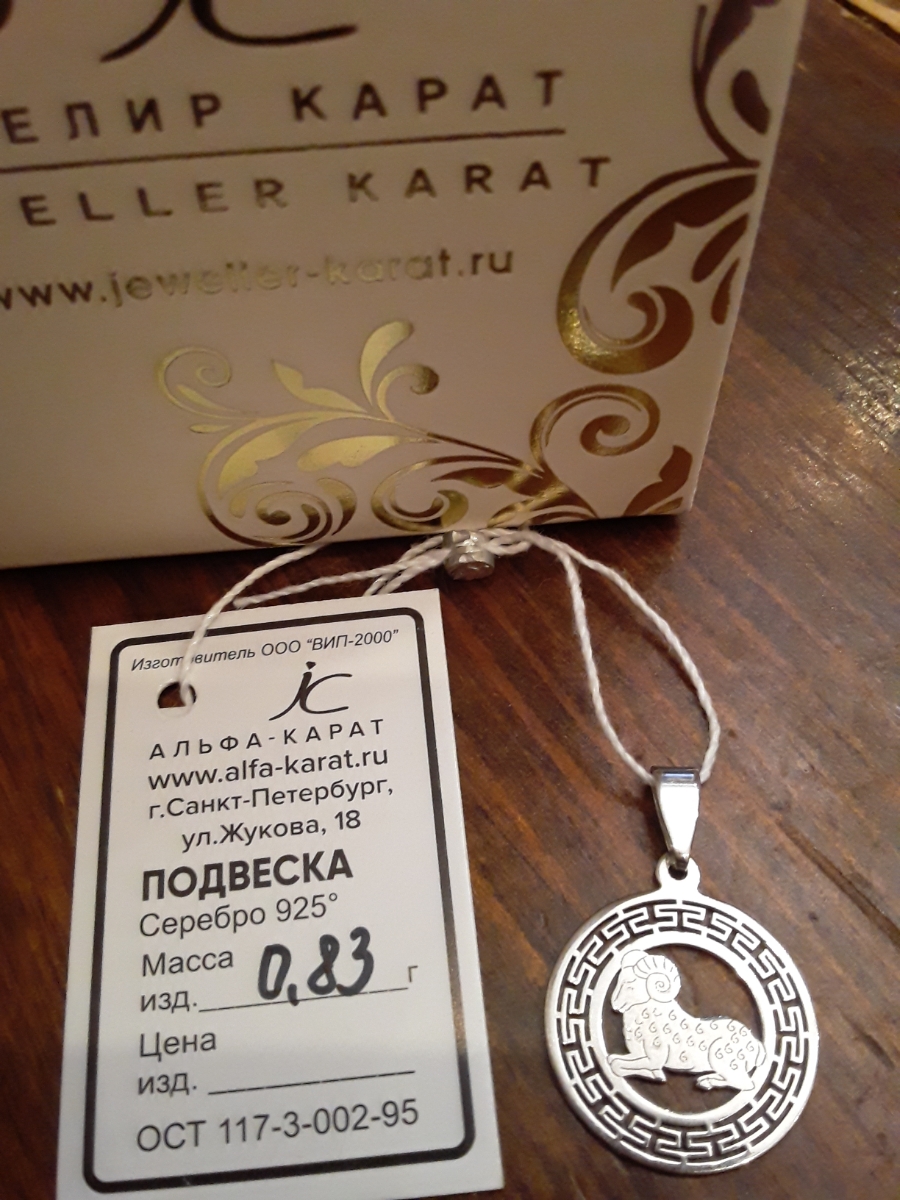 ЕЛИР КАРАТ
ELLER KARAT
www.jeweller-karat.ru
Изготовитель ООО "ВИП-2000"
jc
АЛЬФА-КАРАТ
www.alfa-karat.ru
г.Санкт-Петербург,
ул.Жукова, 18
ПОДВЕСКА
Серебро 925°
Масса
изд. 0,83 г
Цена
изд.
ОСТ 117-3-002-95